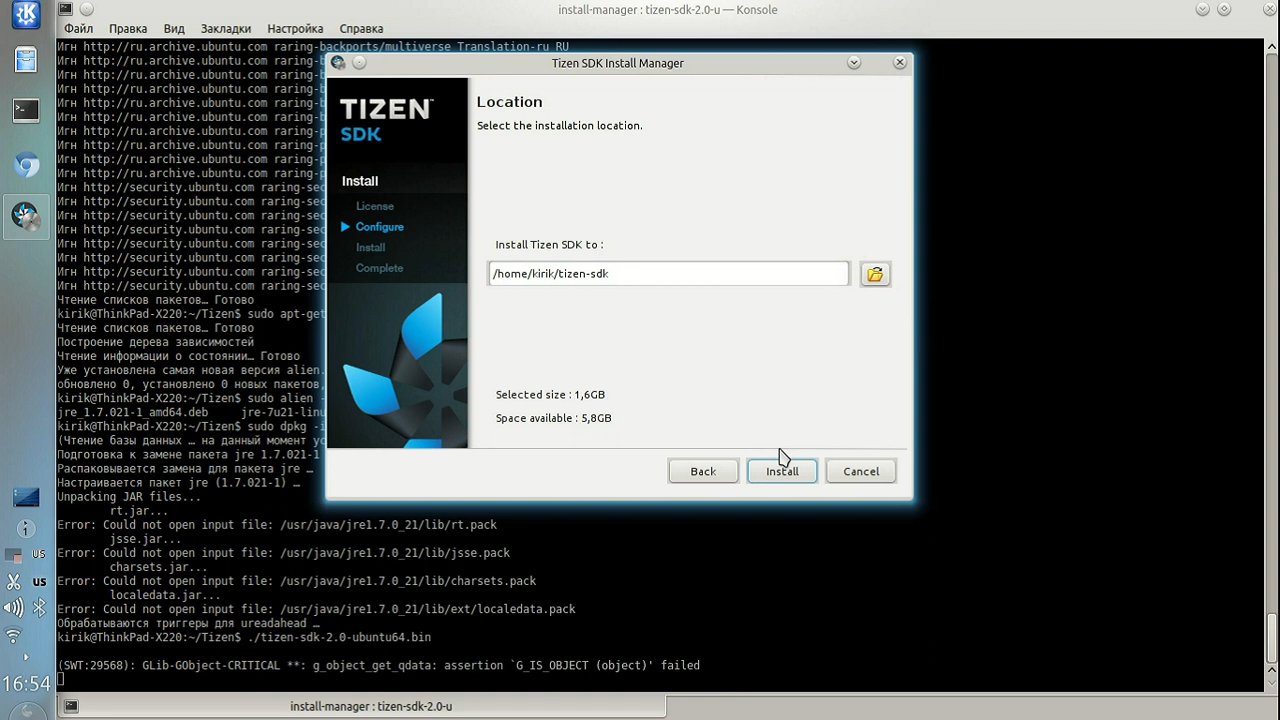 install-manager : tizen-sdk-2.0-u — Konsole
Файл Правка Вид Закладки Настройка Справка
Игн http://ru.archive.ubuntu.com raring-backports/multiverse Translation-ru_RU
Игн http://ru.archive.ubuntu.com raring-b
Игн http://ru.archive.ubuntu.com raring-b
Игн http://ru.archive.ubuntu.com raring-b
Игн http://ru.archive.ubuntu.com raring-b
Игн http://ru.archive.ubuntu.com raring-b
Игн http://ru.archive.ubuntu.com raring-p
Игн http://ru.archive.ubuntu.com raring-p
Игн http://ru.archive.ubuntu.com raring-p
Игн http://ru.archive.ubuntu.com raring-p
Игн http://security.ubuntu.com raring-sec
Игн http://security.ubuntu.com raring-se
Игн http://security.ubuntu.com raring-se
Игн http://security.ubuntu.com raring-se
Игн http://security.ubuntu.com raring-se
Игн http://security.ubuntu.com raring-se
Игн http://security.ubuntu.com raring-se
Игн http://security.ubuntu.com raring-se
Чтение списков пакетов… Готово
kirik@ThinkPad-X220:~/Tizen$ sudo apt-get
Чтение списков пакетов… Готово
Построение дерева зависимостей
Чтение информации о состоянии… Готово
Уже установлена самая новая версия alien.
обновлено 0, установлено 0 новых пакетов,
kirik@ThinkPad-X220:~/Tizen$ sudo alien -
jre_1.7.021-1_amd64.deb jre-7u21-linu
kirik@ThinkPad-X220:~/Tizen$ sudo dpkg -i
(Чтение базы данных … на данный момент ус
Подготовка к замене пакета jre 1.7.021-1
Распаковывается замена для пакета jre …
Настраивается пакет jre (1.7.021-1) …
Unpacking JAR files...
rt.jar...
Error: Could not open input file: /usr/java/jre1.7.0_21/lib/rt.pack
jsse.jar...
Error: Could not open input file: /usr/java/jre1.7.0_21/lib/jsse.pack
charsets.jar...
Error: Could not open input file: /usr/java/jre1.7.0_21/lib/charsets.pack
localedata.jar...
Error: Could not open input file: /usr/java/jre1.7.0_21/lib/ext/localedata.pack
Обрабатываются триггеры для ureadahead …
kirik@ThinkPad-X220:~/Tizen$ ./tizen-sdk-2.0-ubuntu64.bin
(SWT:29568): GLib-GObject-CRITICAL **: g_object_get_qdata: assertion `G_IS_OBJECT (object)' failed
Tizen SDK Install Manager
TIZEN™
SDK
Install
License
Configure
Install
Complete
Location
Select the installation location.
Install Tizen SDK to :
/home/kirik/tizen-sdk
Selected size : 1,6GB
Space available : 5,8GB
Back Install Cancel
US
us
16:54
install-manager : tizen-sdk-2.0-u